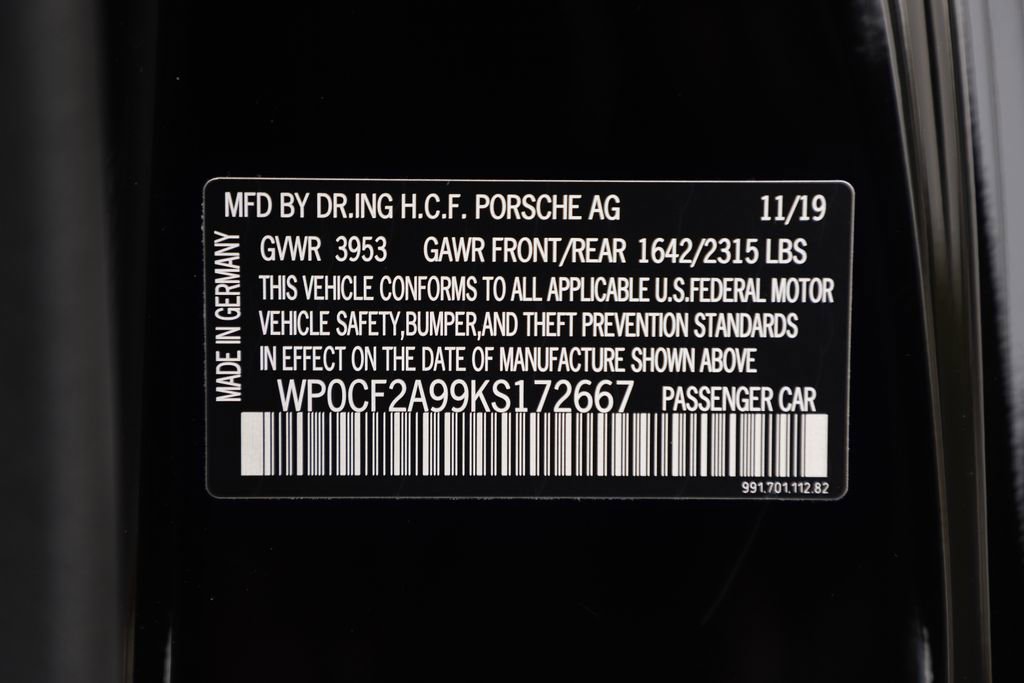 MFD BY DR.ING H.C.F. PORSCHE AG 11/19
GVWR 3953 GAWR FRONT/REAR 1642/2315 LBS
THIS VEHICLE CONFORMS TO ALL APPLICABLE U.S.FEDERAL MOTOR
VEHICLE SAFETY,BUMPER,AND THEFT PREVENTION STANDARDS
IN EFFECT ON THE DATE OF MANUFACTURE SHOWN ABOVE
WP0CF2A99KS172667 PASSENGER CAR
991.701.112.82
MADE IN GERMANY